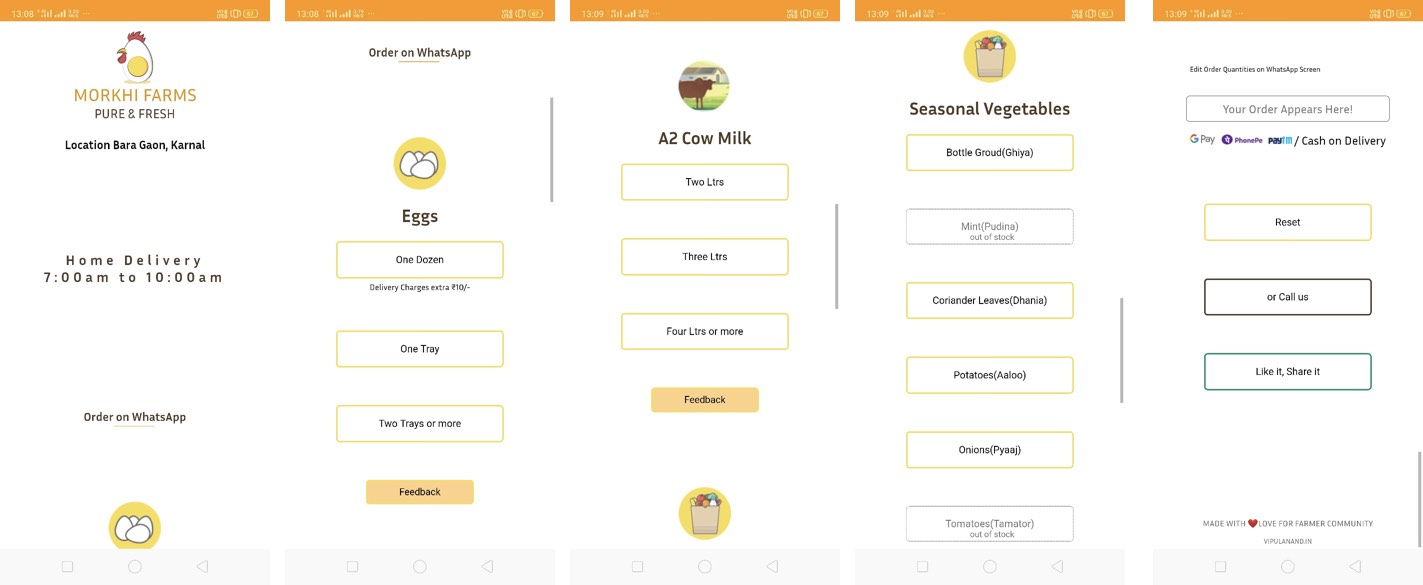 13:08
MORKHI FARMS
PURE & FRESH
Location Bara Gaon, Karnal
Home Delivery
7:00am to 10:00am
Order on WhatsApp
13:08
Order on WhatsApp
Eggs
One Dozen
Delivery Charges extra ₹10/-
One Tray
Two Trays or more
Feedback
13:09
A2 Cow Milk
Two Ltrs
Three Ltrs
Four Ltrs or more
Feedback
13:09
Seasonal Vegetables
Bottle Groud(Ghiya)
Mint(Pudina)
out of stock
Coriander Leaves(Dhania)
Potatoes(Aaloo)
Onions(Pyaaj)
Tomatoes(Tamator)
out of stock
13:09
Edit Order Quantities on WhatsApp Screen
Your Order Appears Here!
G Pay PhonePe paytm / Cash on Delivery
Reset
or Call us
Like it, Share it
MADE WITH ❤LOVE FOR FARMER COMMUNITY
VIPULANAND.IN